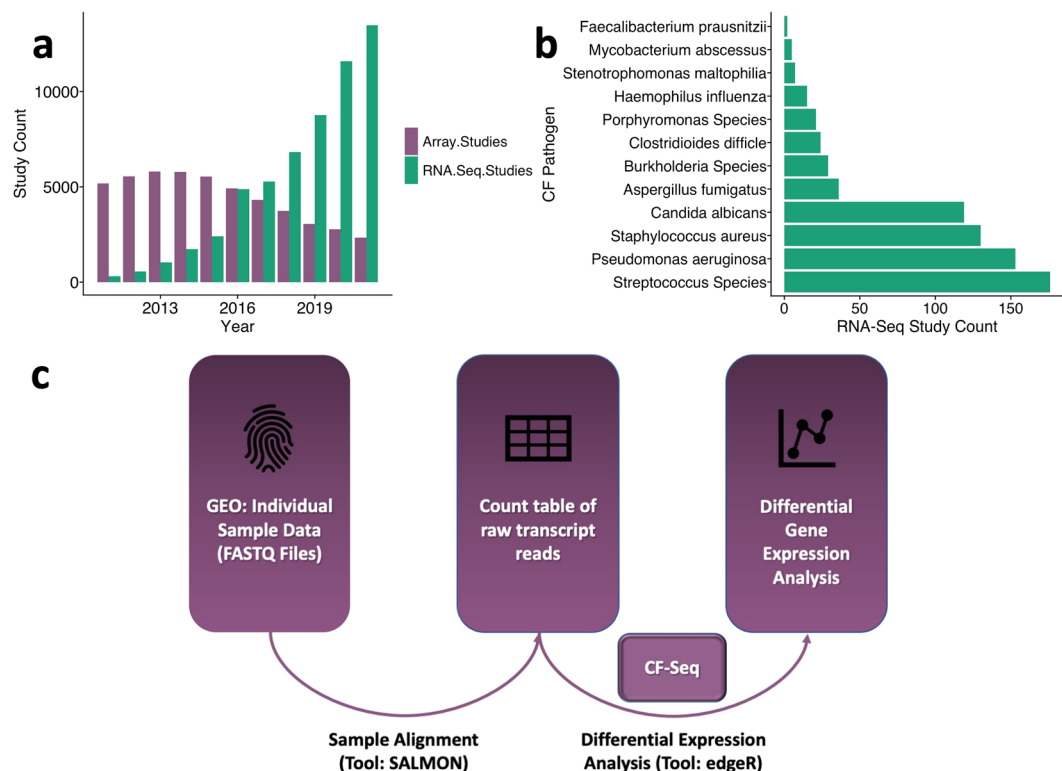 a
Study Count
10000
5000
0
2013
2016
2019
Year
Array.Studies
RNA.Seq.Studies
b
CF Pathogen
Faecalibacterium prausnitzii
Mycobacterium abscessus
Stenotrophomonas maltophilia
Haemophilus influenza
Porphyromonas Species
Clostridioides difficle
Burkholderia Species
Aspergillus fumigatus
Candida albicans
Staphylococcus aureus
Pseudomonas aeruginosa
Streptococcus Species
0
50
100
150
RNA-Seq Study Count
c
GEO: Individual
Sample Data
(FASTQ Files)
Count table of
raw transcript
reads
Differential
Gene
Expression
Analysis
CF-Seq
Sample Alignment
(Tool: SALMON)
Differential Expression
Analysis (Tool: edgeR)